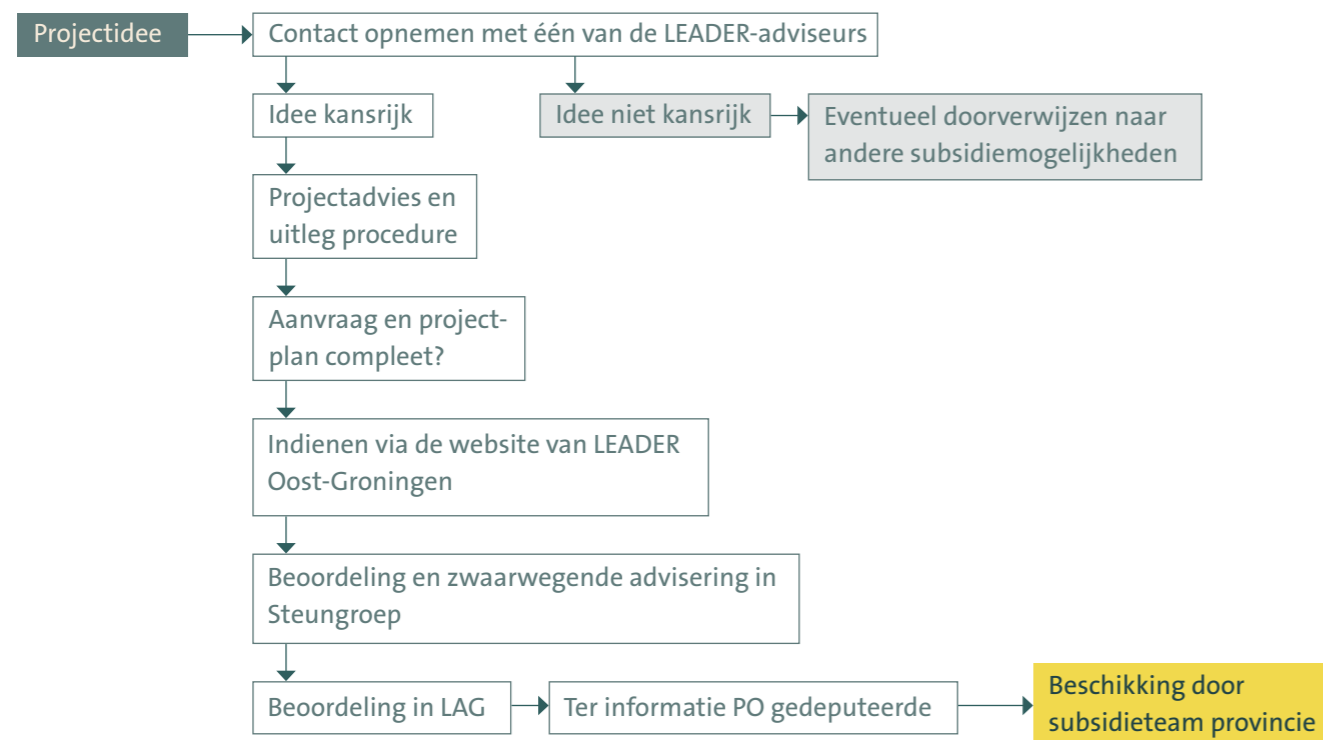 Projectidee
Contact opnemen met één van de LEADER-adviseurs
Idee kansrijk
Idee niet kansrijk
Eventueel doorverwijzen naar
andere subsidiemogelijkheden
Projectadvies en
uitleg procedure
Aanvraag en project-
plan compleet?
Indienen via de website van LEADER
Oost-Groningen
Beoordeling en zwaarwegende advisering in
Steungroep
Beoordeling in LAG
Ter informatie PO gedeputeerde
Beschikking door
subsidieteam provincie